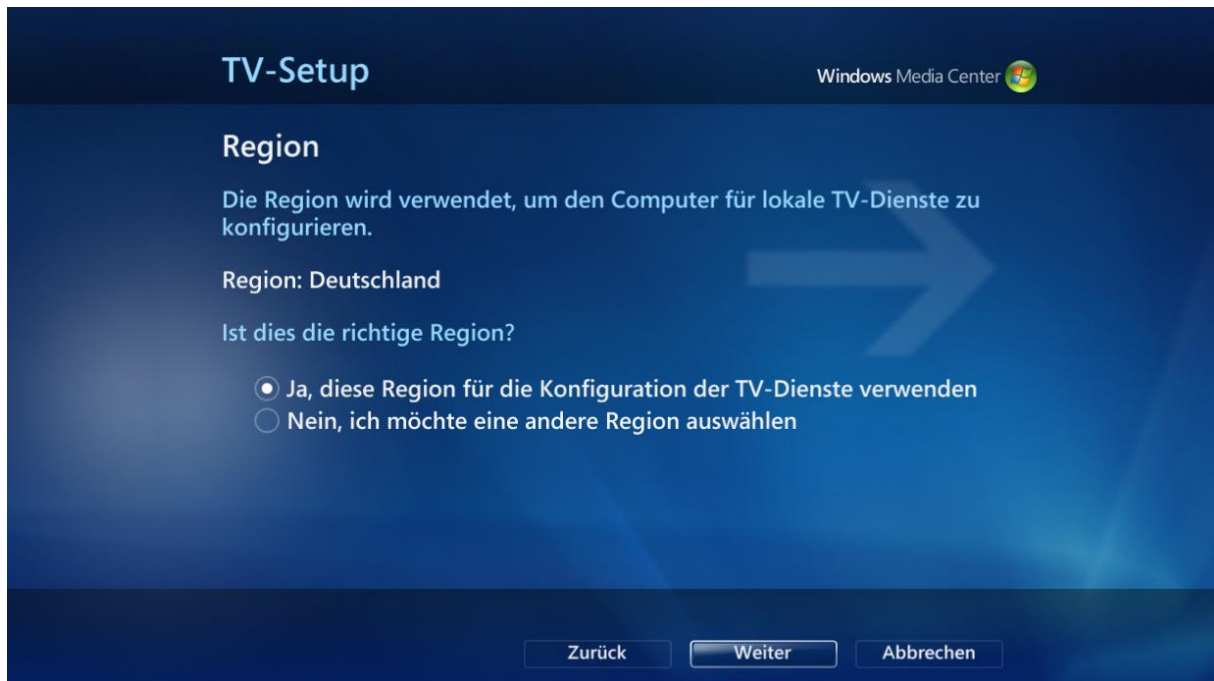 TV-Setup
Windows Media Center
Region
Die Region wird verwendet, um den Computer für lokale TV-Dienste zu
konfigurieren.
Region: Deutschland
Ist dies die richtige Region?
Ja, diese Region für die Konfiguration der TV-Dienste verwenden
Nein, ich möchte eine andere Region auswählen
Zurück Weiter Abbrechen